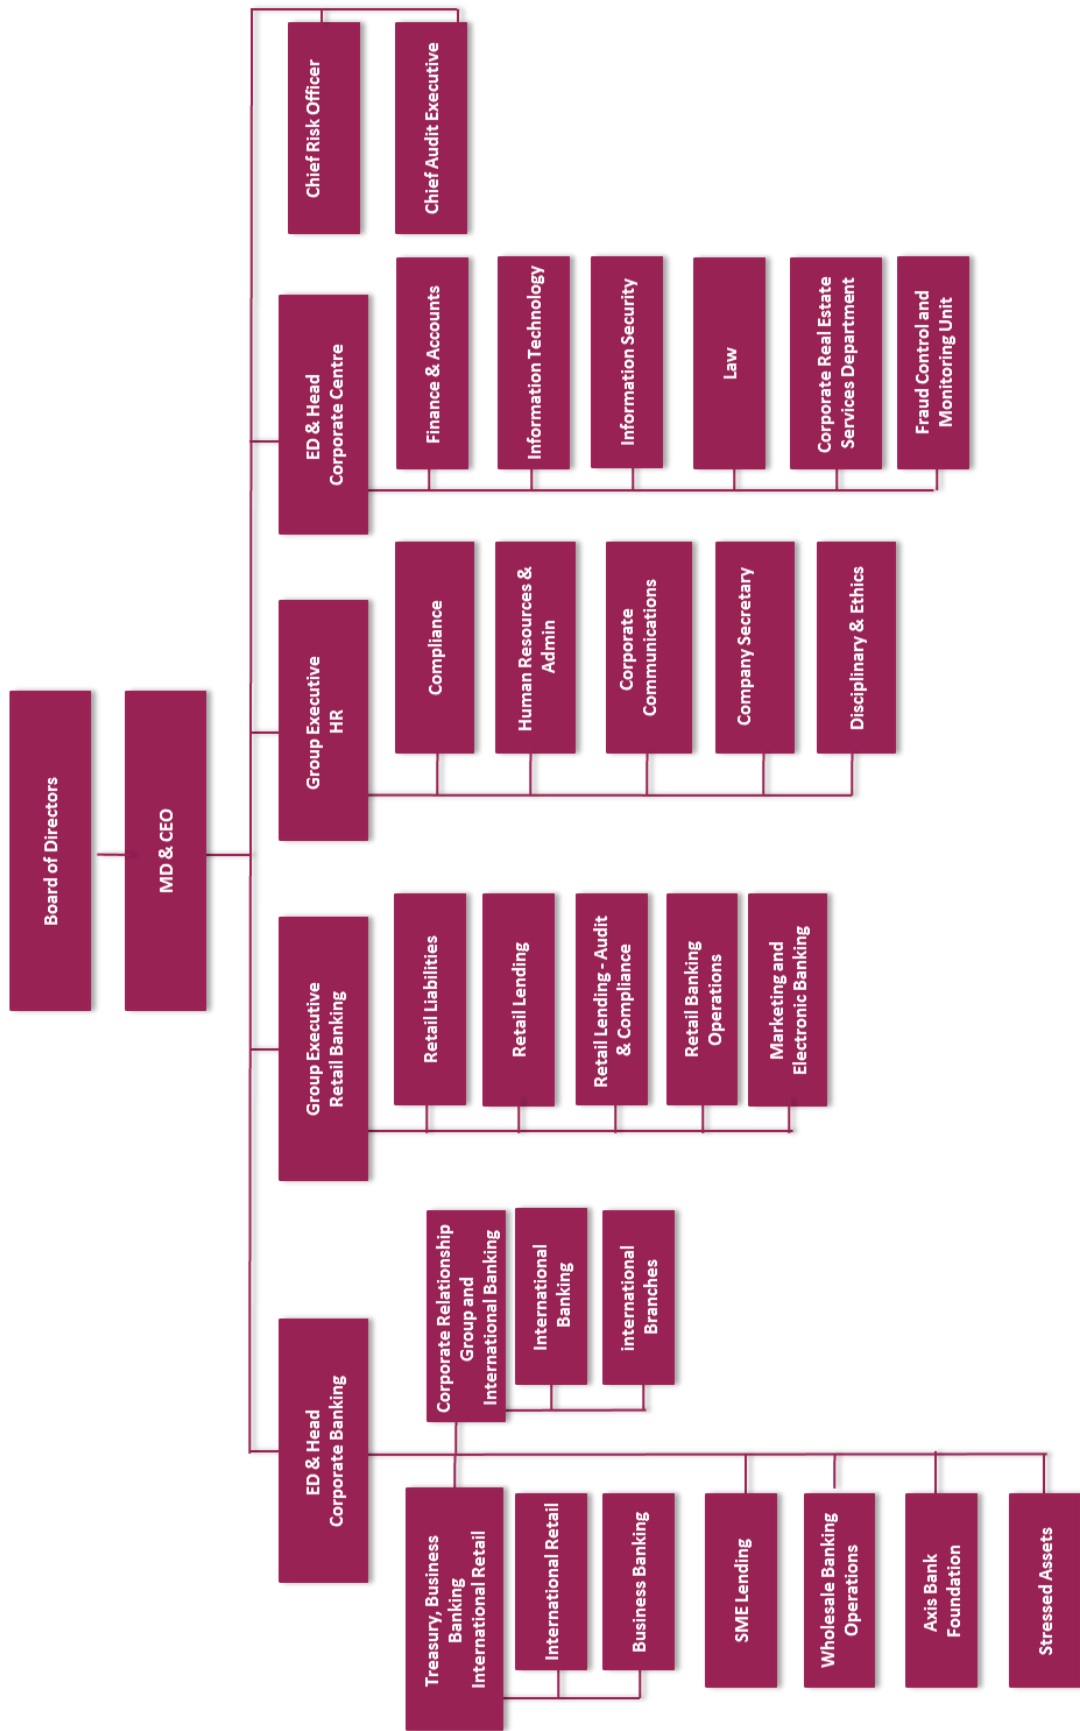 Board of Directors
MD & CEO
ED & Head
Corporate Banking
Treasury, Business
Banking
International Retail
International Retail
Business Banking
Corporate Relationship
Group and
International Banking
International
Banking
international
Branches
SME Lending
Wholesale Banking
Operations
Axis Bank
Foundation
Stressed Assets
Group Executive
Retail Banking
Retail Liabilities
Retail Lending
Retail Lending - Audit
& Compliance
Retail Banking
Operations
Marketing and
Electronic Banking
Group Executive
HR
Compliance
Human Resources &
Admin
Corporate
Communications
Company Secretary
Disciplinary & Ethics
ED & Head
Corporate Centre
Finance & Accounts
Information Technology
Information Security
Law
Corporate Real Estate
Services Department
Fraud Control and
Monitoring Unit
Chief Risk Officer
Chief Audit Executive